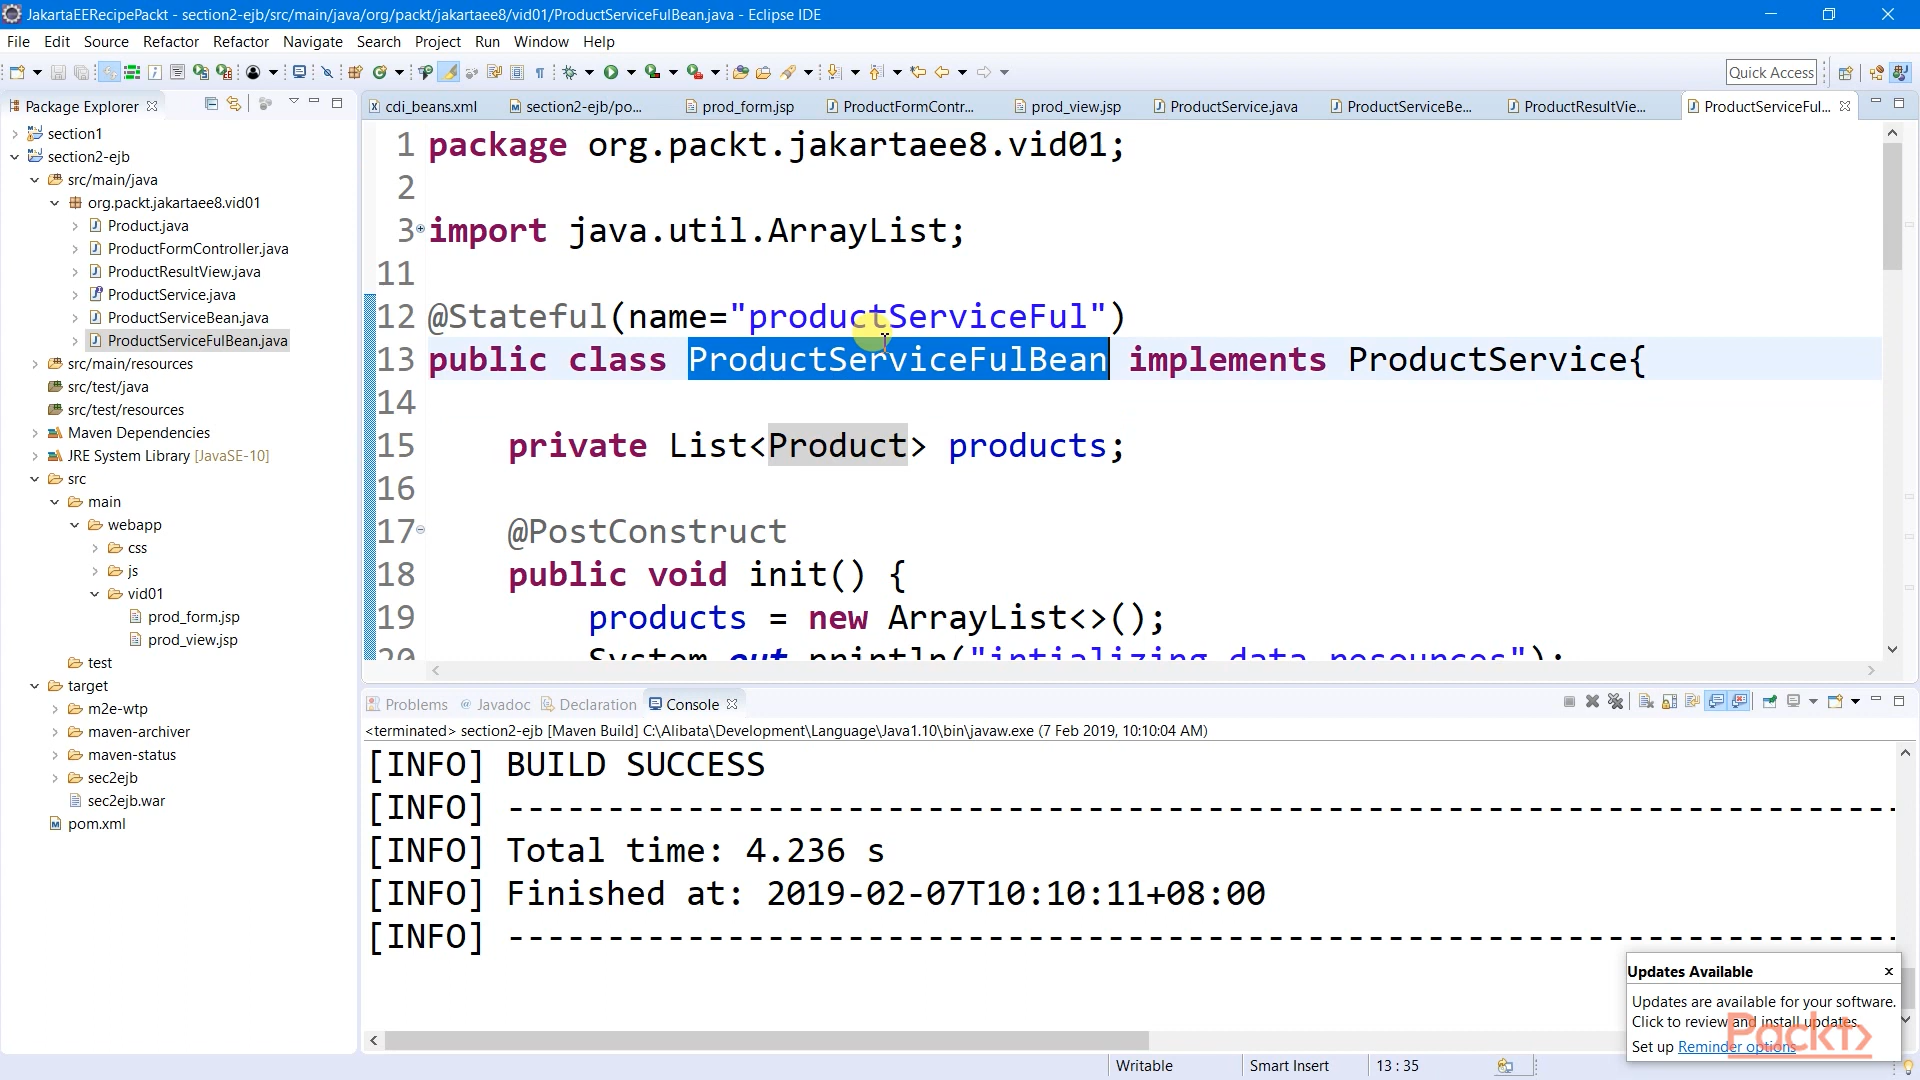 JakartaEERecipePackt - section2-ejb/src/main/java/org/packt/jakartaee8/vid01/ProductServiceFulBean.java - Eclipse IDE
File Edit Source Refactor Refactor Navigate Search Project Run Window Help
Quick Access
Package Explorer
section1
section2-ejb
src/main/java
org.packt.jakartaee8.vid01
Product.java
ProductFormController.java
ProductResultView.java
ProductService.java
ProductServiceBean.java
ProductServiceFulBean.java
src/main/resources
src/test/java
src/test/resources
Maven Dependencies
JRE System Library [JavaSE-10]
src
main
webapp
css
js
vid01
prod_form.jsp
prod_view.jsp
test
target
m2e-wtp
maven-archiver
maven-status
sec2ejb
sec2ejb.war
pom.xml
cdi_beans.xml section2-ejb/po... prod_form.jsp ProductFormContr... prod_view.jsp ProductService.java ProductServiceBe... ProductResultVie... ProductServiceFul...
1 package org.packt.jakartaee8.vid01;
2
3 import java.util.ArrayList;
11
12 @Stateful(name="productServiceFul")
13 public class ProductServiceFulBean implements ProductService{
14
15 private List<Product> products;
16
17 @PostConstruct
18 public void init() {
19 products = new ArrayList<>();
20 System.out.println("intializing data resources");
Problems @ Javadoc Declaration Console
<terminated> section2-ejb [Maven Build] C:\Alibata\Development\Language\Java1.10\bin\javaw.exe (7 Feb 2019, 10:10:04 AM)
[INFO] BUILD SUCCESS
[INFO] ----------------------------------------------------------------------
[INFO] Total time: 4.236 s
[INFO] Finished at: 2019-02-07T10:10:11+08:00
[INFO] ----------------------------------------------------------------------
Updates Available
Updates are available for your software.
Click to review and install updates.
Set up Reminder options
Packt>
Writable Smart Insert 13 : 35